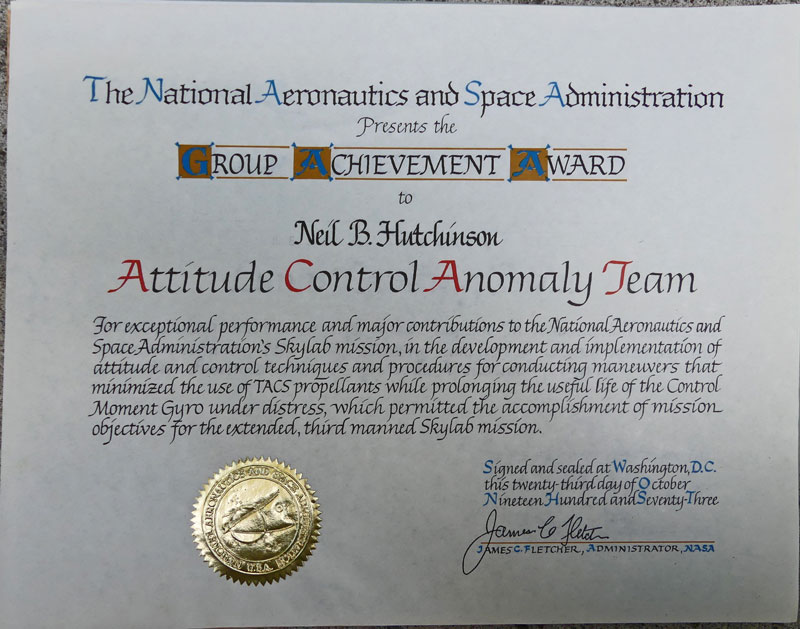 The National Aeronautics and Space Administration
Presents the
GROUP ACHIEVEMENT AWARD
to
Neil B. Hutchinson
Attitude Control Anomaly Team
For exceptional performance and major contributions to the National Aeronautics and
Space Administration's Skylab mission, in the development and implementation of
attitude and control techniques and procedures for conducting maneuvers that
minimized the use of TACS propellants while prolonging the useful life of the Control
Moment Gyro under distress, which permitted the accomplishment of mission
objectives for the extended, third manned Skylab mission.
Signed and sealed at Washington, D.C.
this twenty-third day of October
Nineteen Hundred and Seventy-Three
James C. Fletcher
JAMES C. FLETCHER, ADMINISTRATOR, NASA
NATIONAL AERONAUTICS AND SPACE ADMINISTRATION
U.S.A.